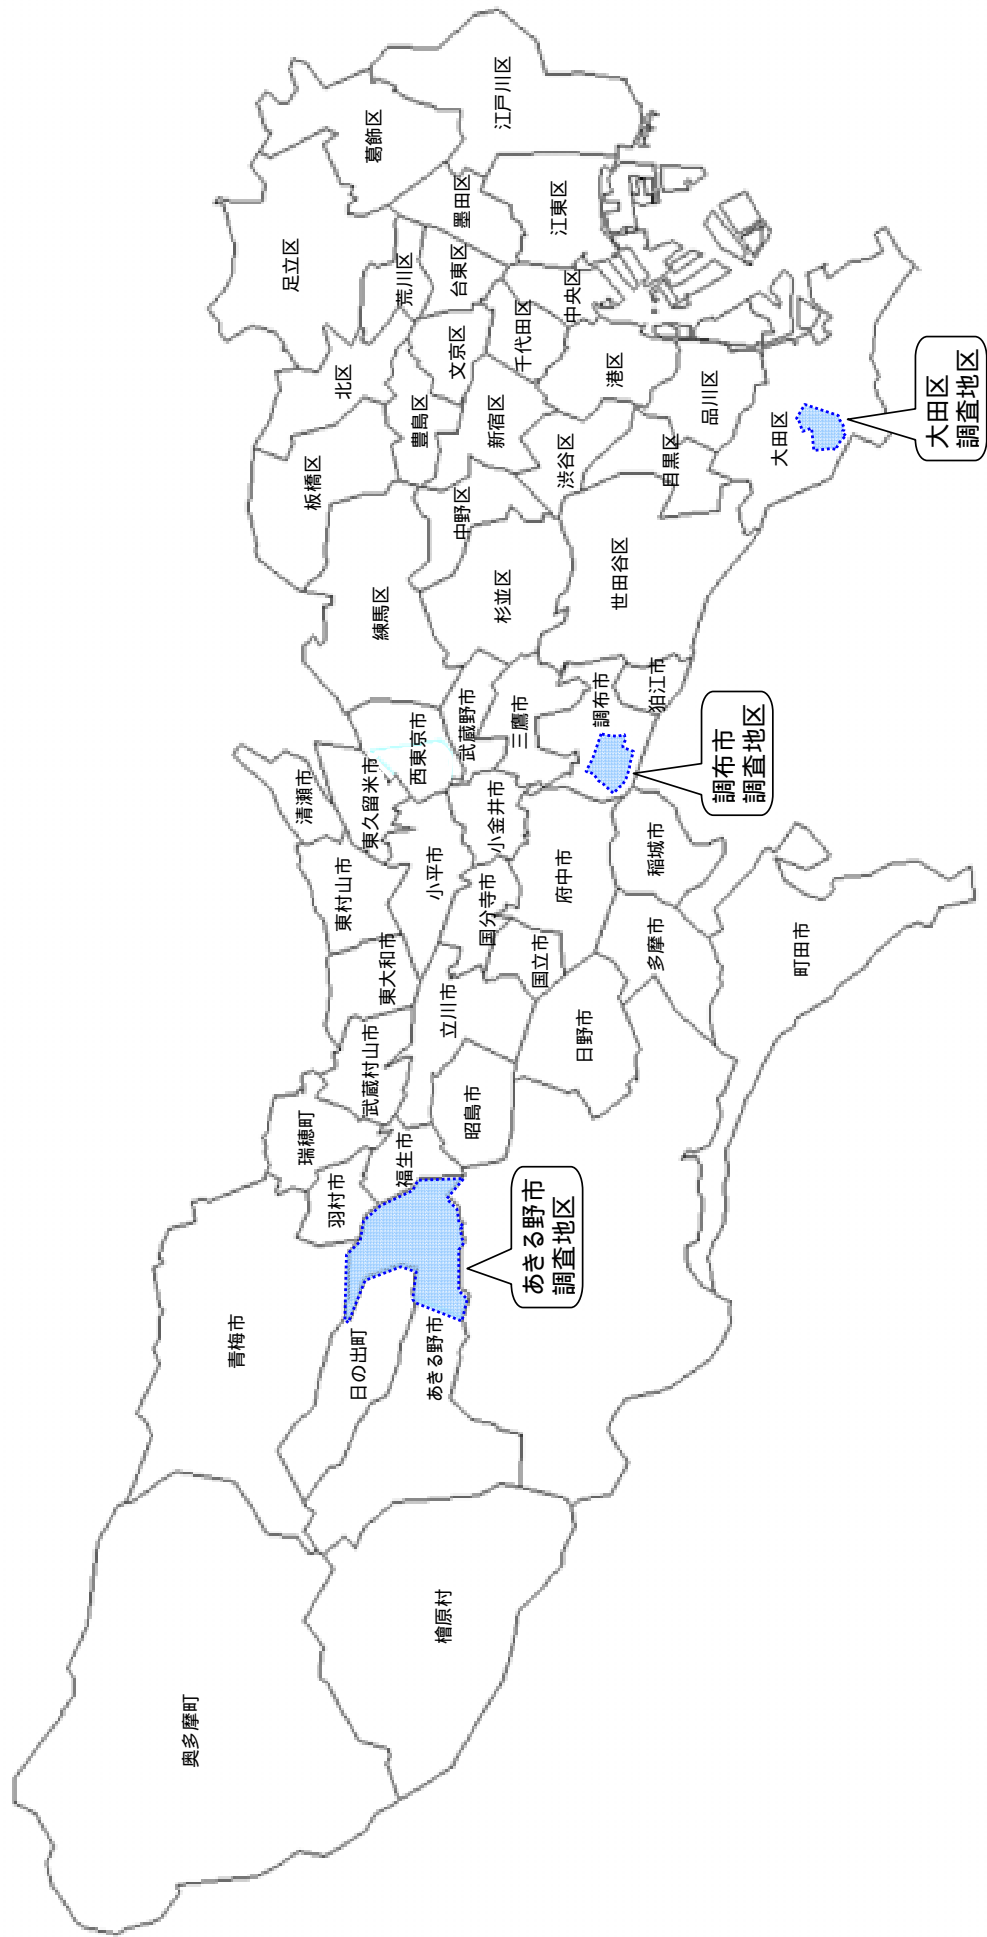 奥多摩町
檜原村
青梅市
日の出町
あきる野市
あきる野市
調査地区
羽村市
瑞穂町
福生市
武蔵村山市
昭島市
立川市
東大和市
東村山市
清瀬市
東久留米市
小平市
西東京市
武蔵野市
三鷹市
小金井市
国分寺市
国立市
府中市
日野市
多摩市
稲城市
町田市
調布市
狛江市
調布市
調査地区
練馬区
板橋区
北区
足立区
葛飾区
江戸川区
荒川区
墨田区
台東区
江東区
文京区
豊島区
千代田区
中央区
新宿区
中野区
杉並区
渋谷区
港区
世田谷区
目黒区
品川区
大田区
大田区
調査地区